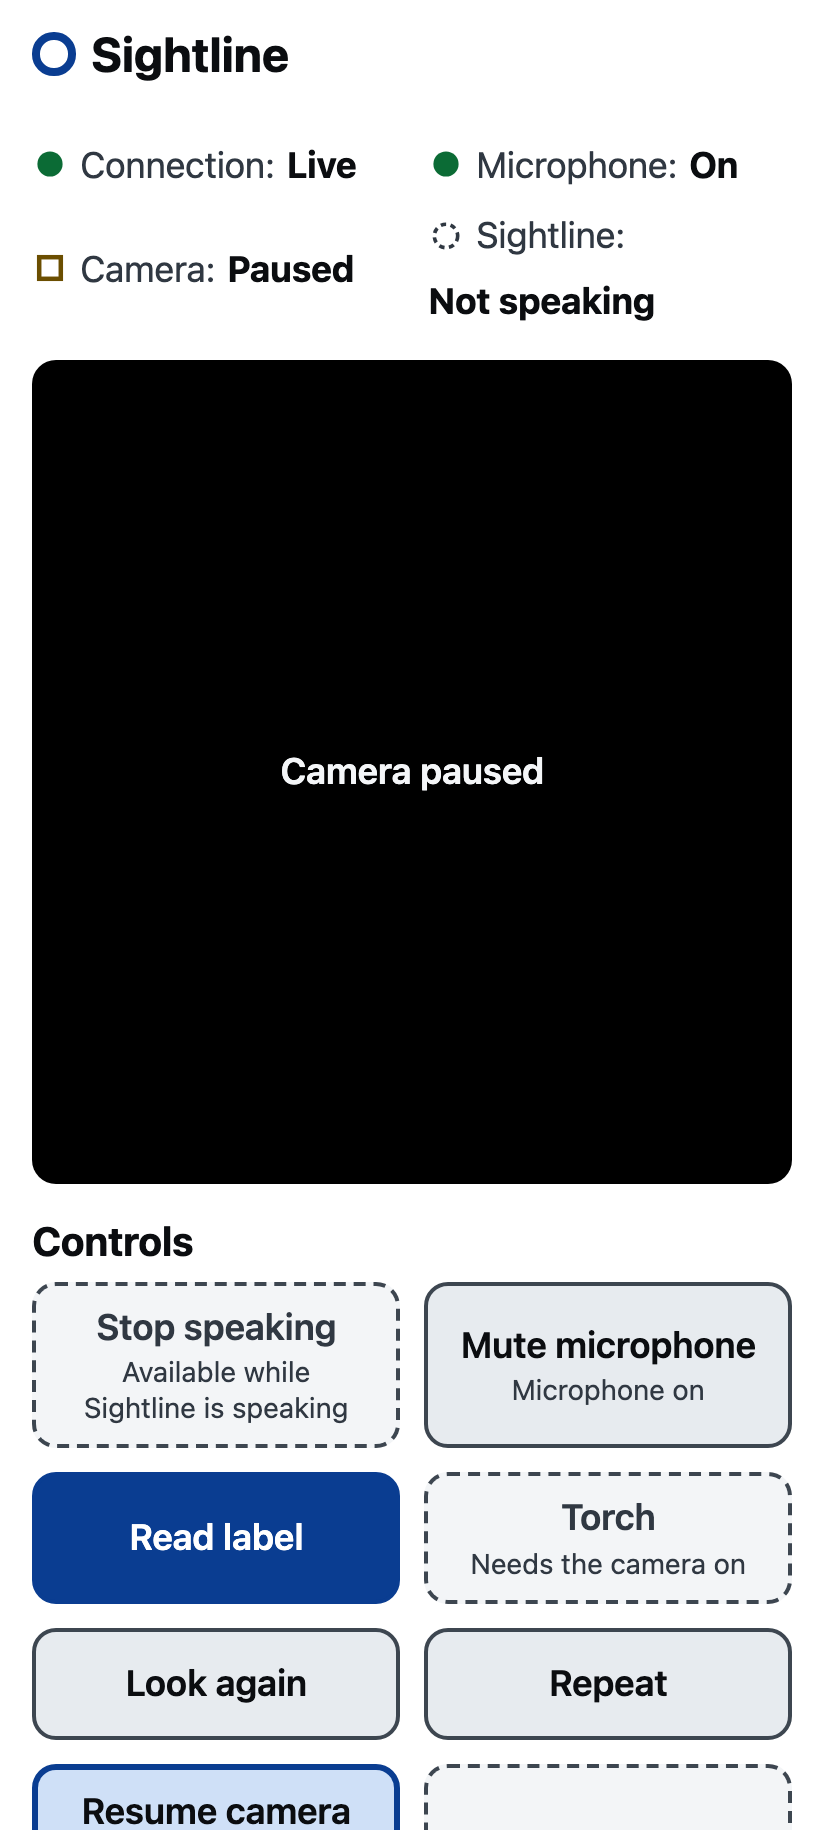 Sightline
Connection: Live
Microphone: On
Camera: Paused
Sightline:
Not speaking
Camera paused
Controls
Stop speaking
Available while
Sightline is speaking
Mute microphone
Microphone on
Read label
Torch
Needs the camera on
Look again
Repeat
Resume camera